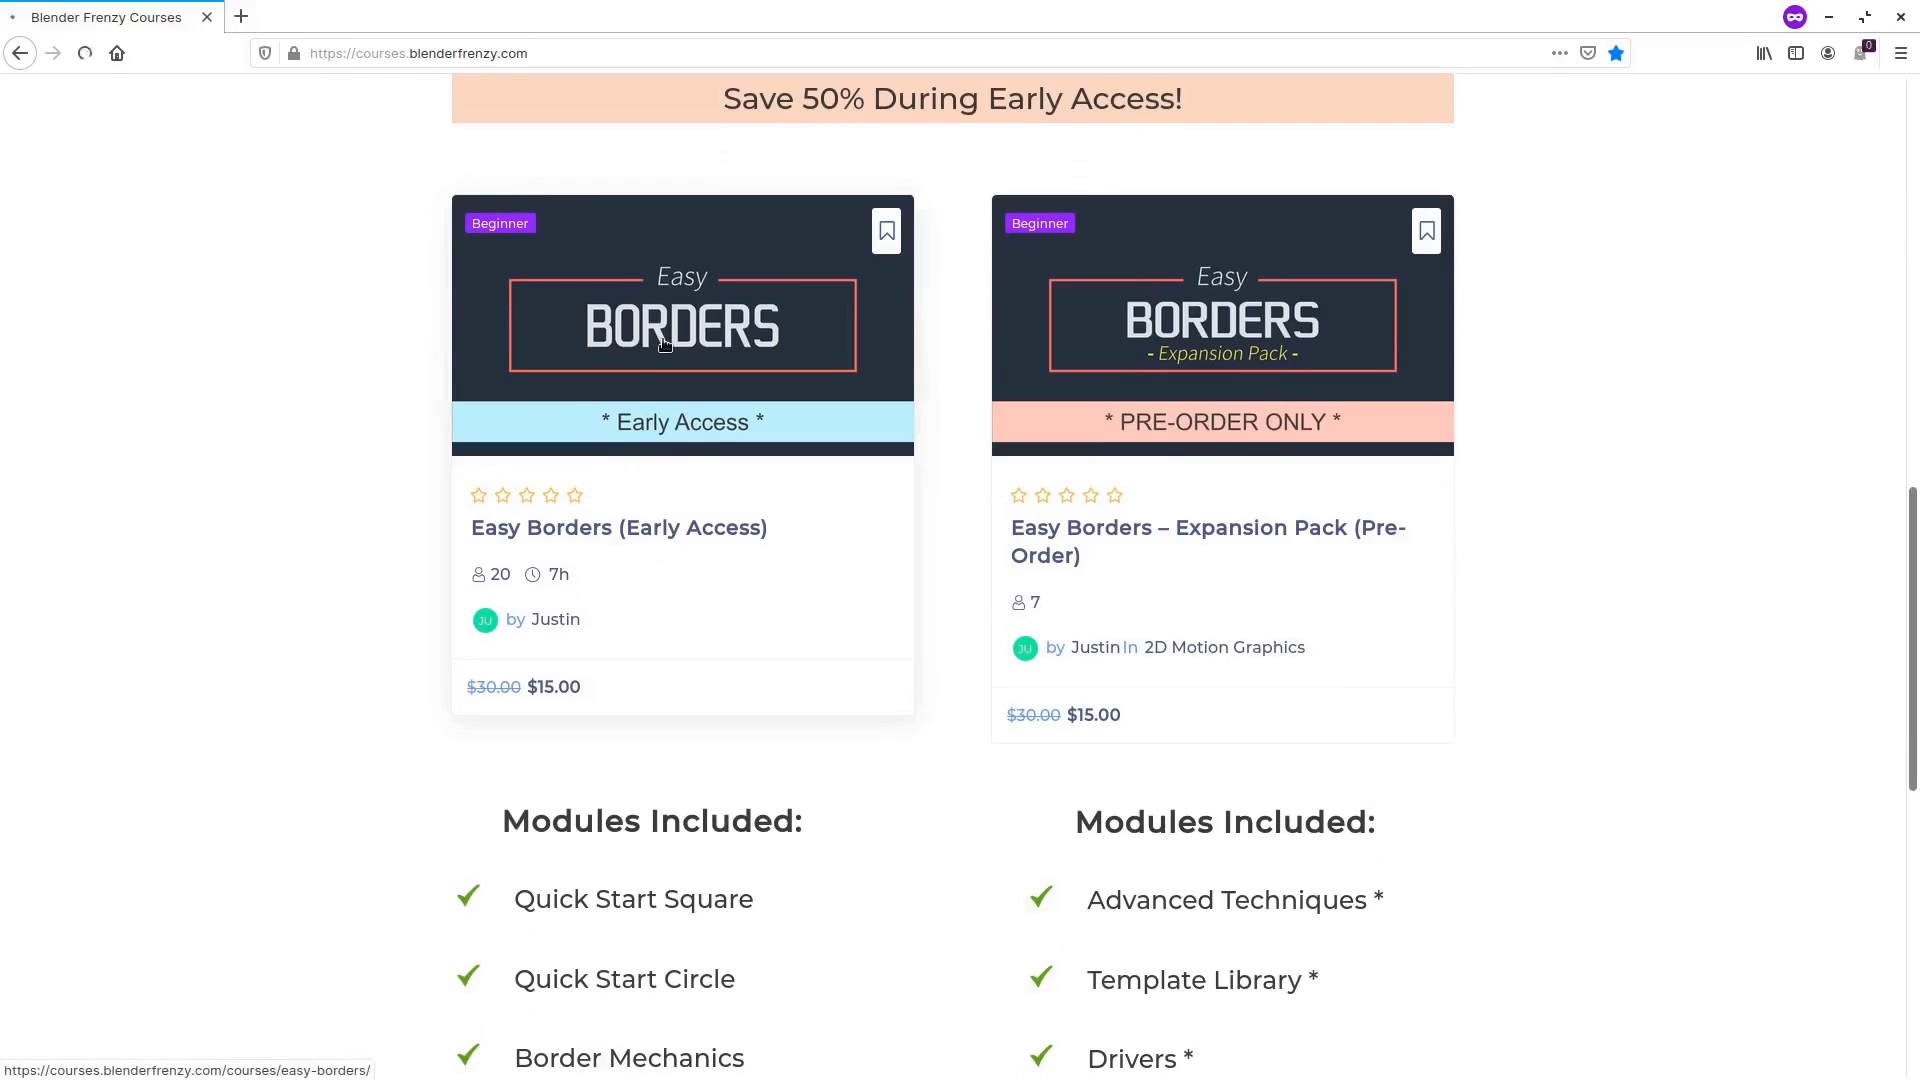 Blender Frenzy Courses
https://courses.blenderfrenzy.com
0
Save 50% During Early Access!
Beginner
Easy
BORDERS
* Early Access *
Easy Borders (Early Access)
20 7h
JU by Justin
$30.00 $15.00
Beginner
Easy
BORDERS
- Expansion Pack -
* PRE-ORDER ONLY *
Easy Borders – Expansion Pack (Pre-
Order)
7
JU by Justin In 2D Motion Graphics
$30.00 $15.00
Modules Included:
Quick Start Square
Quick Start Circle
Border Mechanics
Modules Included:
Advanced Techniques *
Template Library *
Drivers *
https://courses.blenderfrenzy.com/courses/easy-borders/